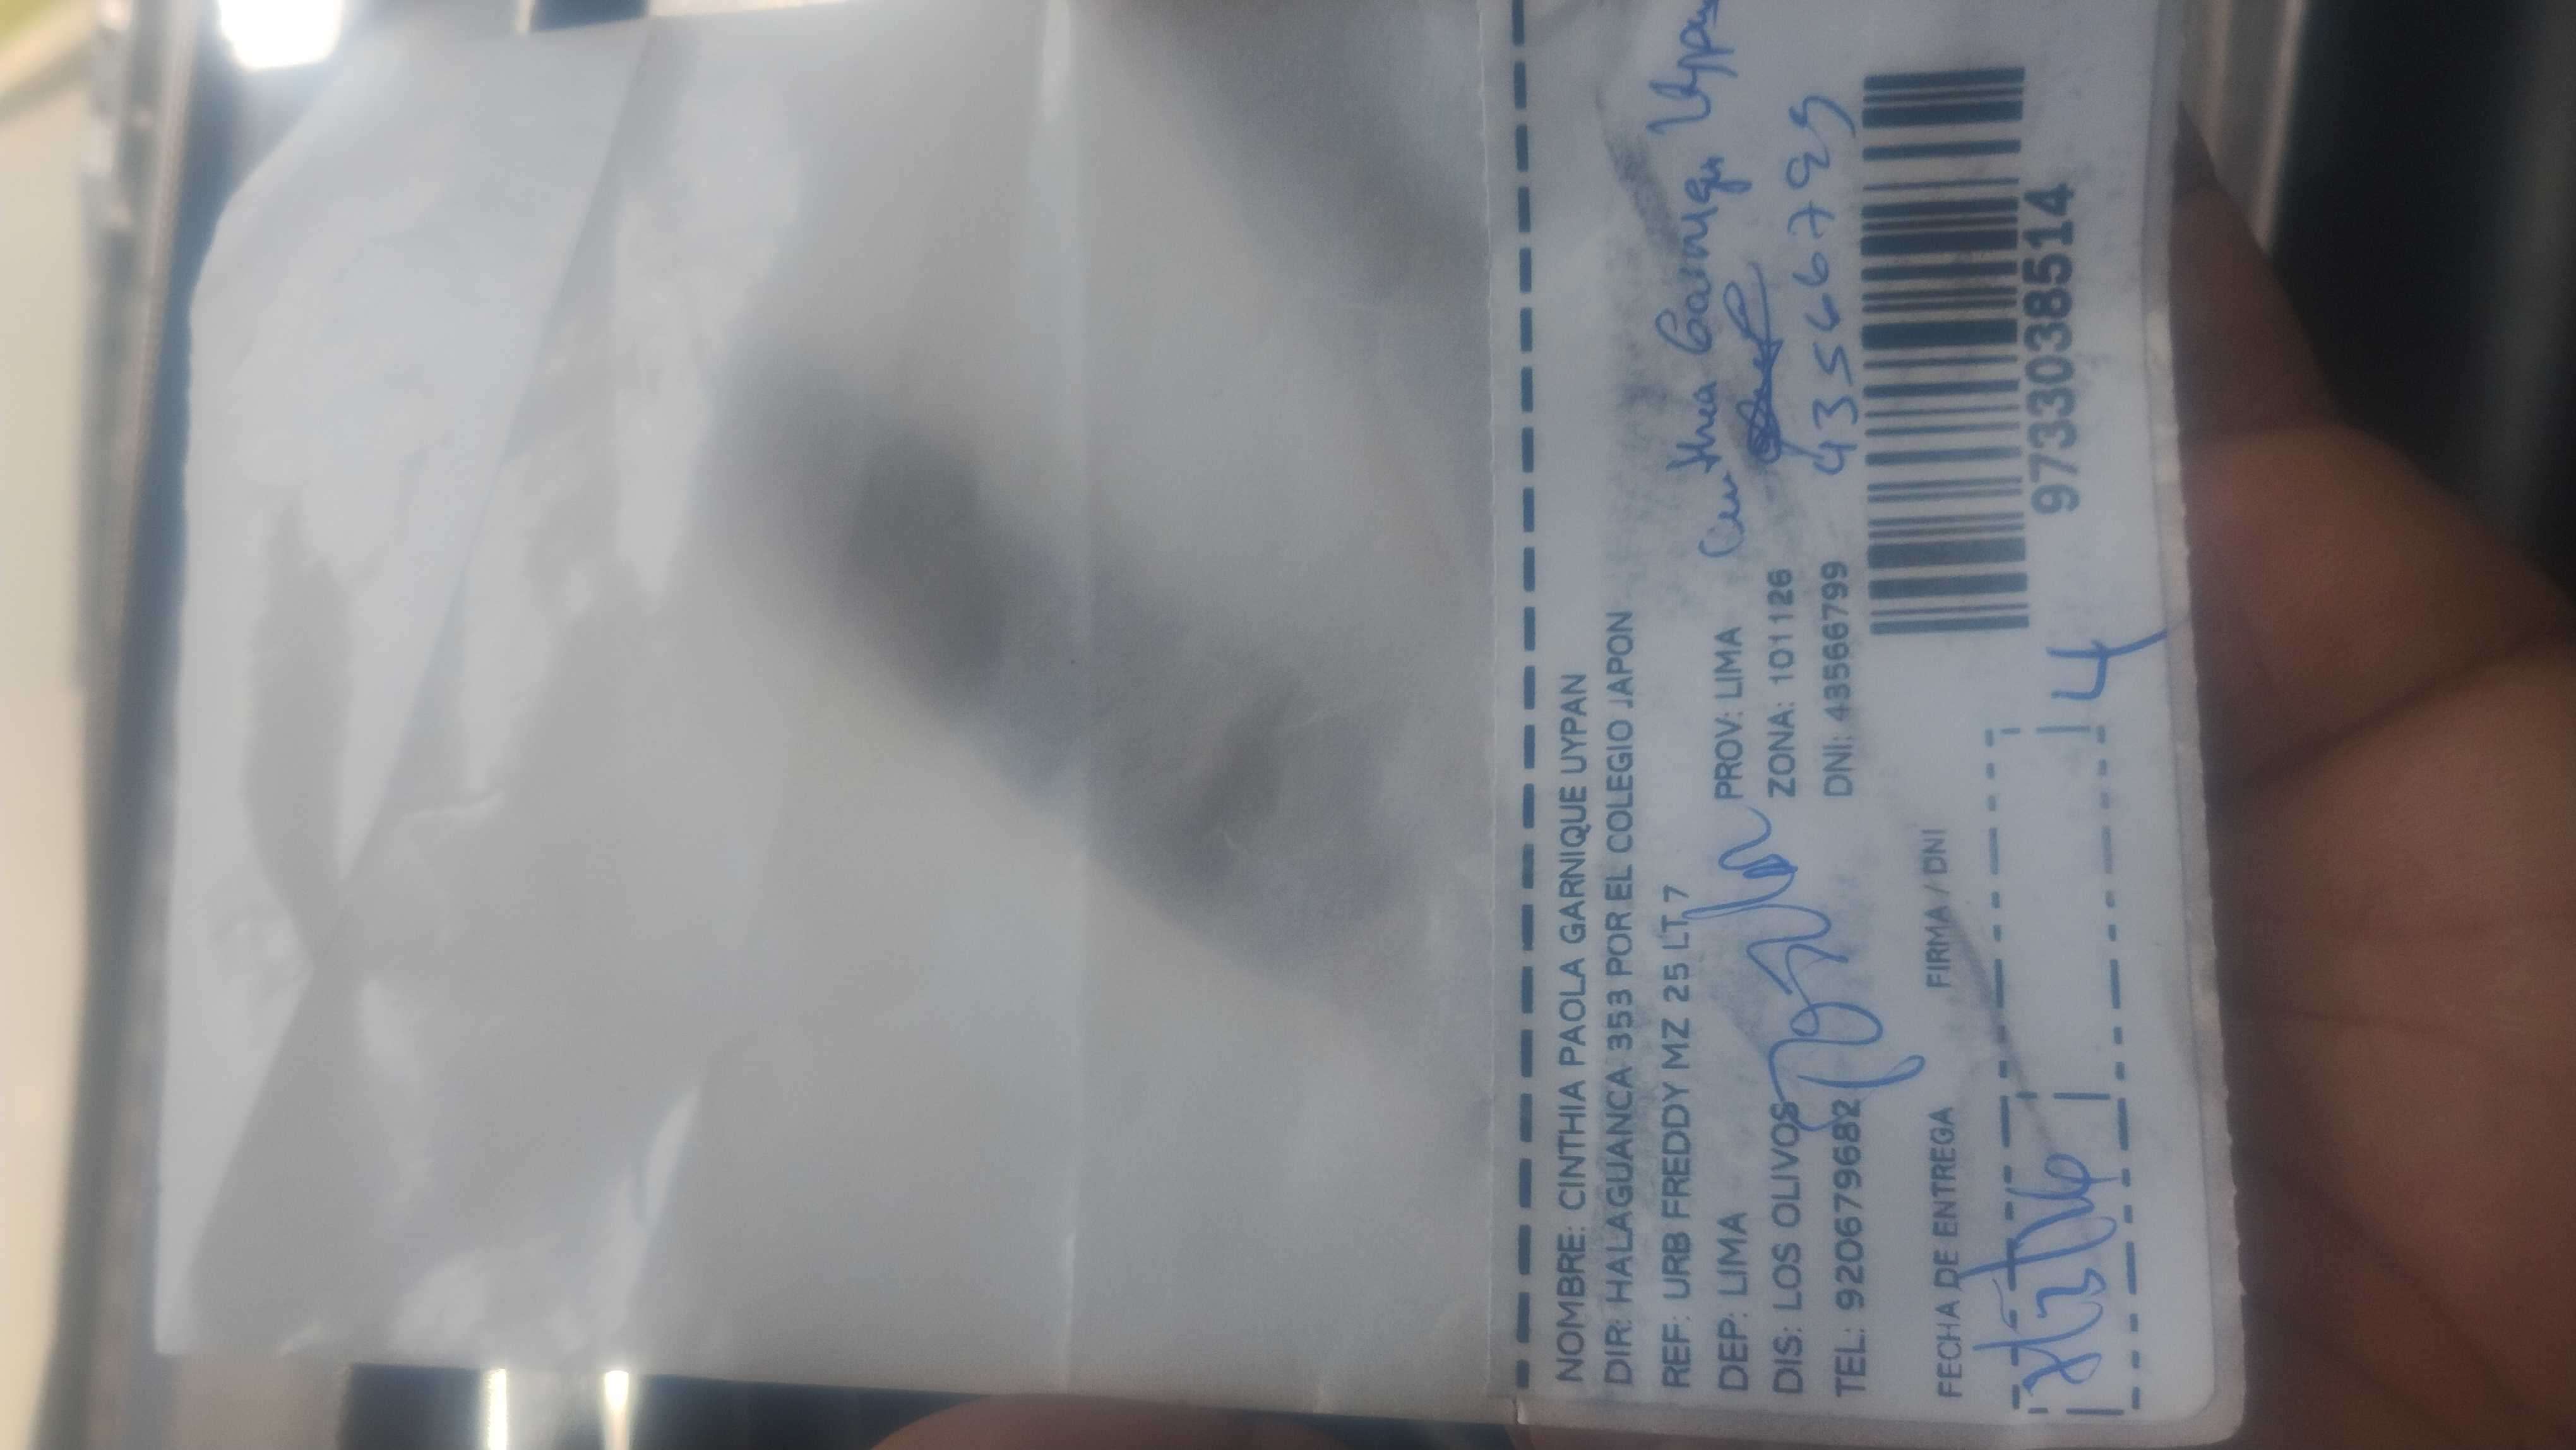 NOMBRE: CINTHIA PAOLA GARNIQUE UYPAN
DIR: HALAGUANCA 353 POR EL COLEGIO JAPON
REF: URB FREDDY MZ 25 LT 7
DEP: LIMA PROV: LIMA
DIS: LOS OLIVOS ZONA: 101126
TEL: 920679682 DNI: 43566799
43566799
FECHA DE ENTREGA FIRMA / DNI
9733038514
4